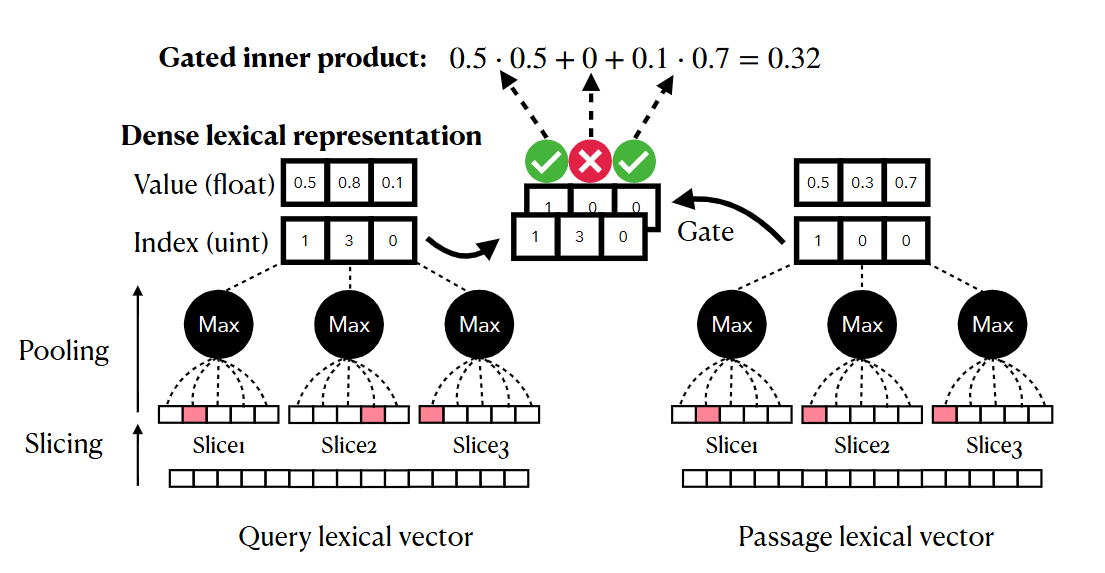 Gated inner product: 0.5 · 0.5 + 0 + 0.1 · 0.7 = 0.32
Dense lexical representation
Value (float) 0.5 0.8 0.1
0.5 0.3 0.7
1 0 0
Index (uint) 1 3 0
1 3 0
Gate
1 0 0
Max Max Max Max Max Max
Pooling
Slicing
Slice1 Slice2 Slice3 Slice1 Slice2 Slice3
Query lexical vector
Passage lexical vector